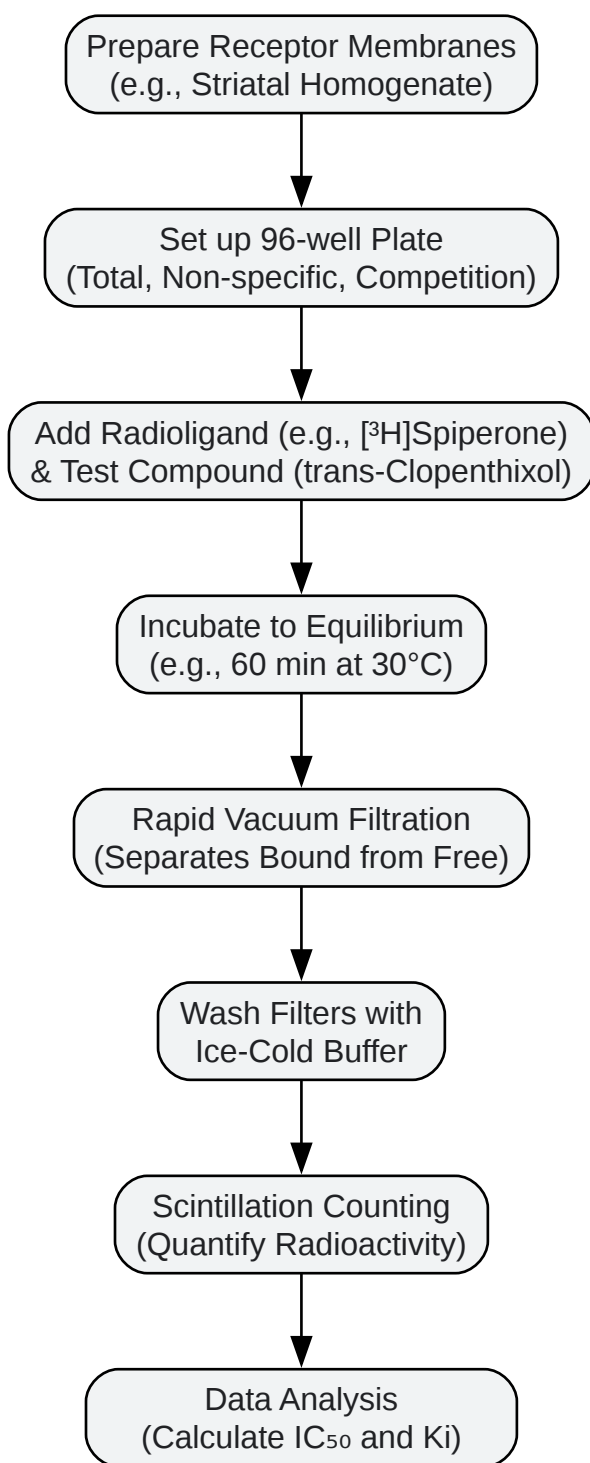 Prepare Receptor Membranes
(e.g., Striatal Homogenate)
Set up 96-well Plate
(Total, Non-specific, Competition)
Add Radioligand (e.g., [³H]Spiperone)
& Test Compound (trans-Clopenthixol)
Incubate to Equilibrium
(e.g., 60 min at 30°C)
Rapid Vacuum Filtration
(Separates Bound from Free)
Wash Filters with
Ice-Cold Buffer
Scintillation Counting
(Quantify Radioactivity)
Data Analysis
(Calculate IC₅₀ and Ki)